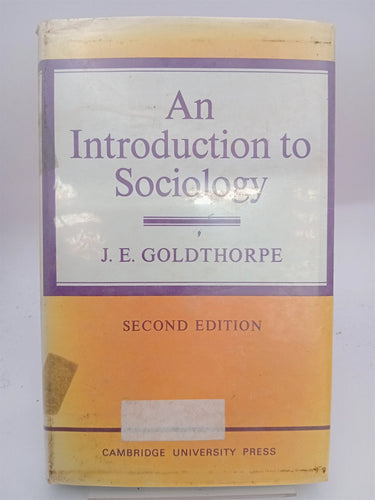 An
Introduction to
Sociology
J. E. GOLDTHORPE
SECOND EDITION
CAMBRIDGE UNIVERSITY PRESS